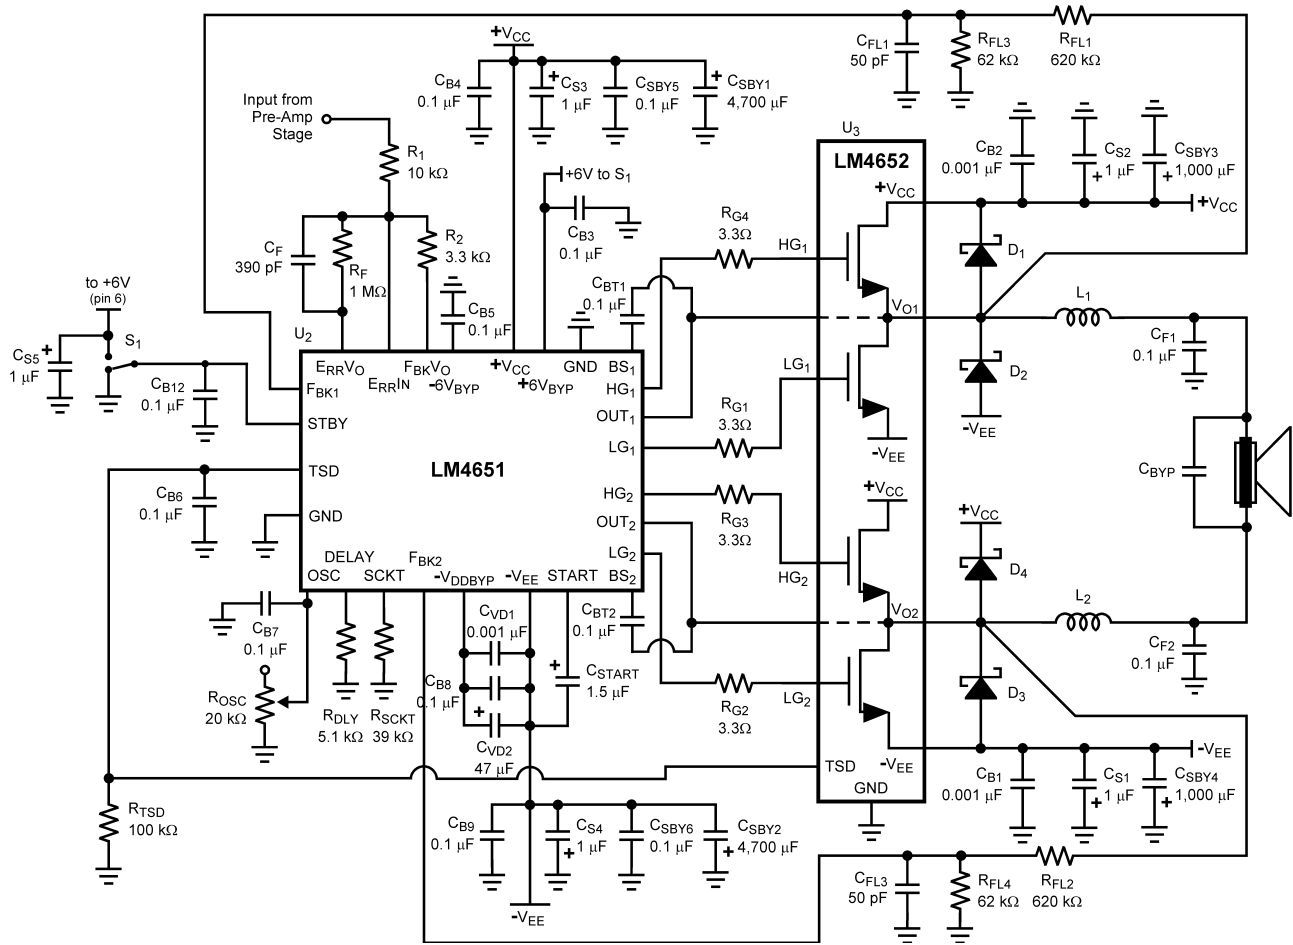 +VCC
CFL1
50 pF
RFL3
62 kΩ
RFL1
620 kΩ
CB4
0.1 µF
+
CS3
1 µF
CSBY5
0.1 µF
+
CSBY1
4,700 µF
Input from
Pre-Amp
Stage
R1
10 kΩ
U3
LM4652
CB2
0.001 µF
CS2
1 µF
+
CSBY3
1,000 µF
+
+6V to S1
CB3
0.1 µF
+VCC
+VCC
RG4
3.3Ω
HG1
D1
CF
390 pF
RF
1 MΩ
R2
3.3 kΩ
CBT1
0.1 µF
to +6V
(pin 6)
S1
CB5
0.1 µF
VO1
L1
CF1
0.1 µF
U2
+
CS5
1 µF
CB12
0.1 µF
ERRVO
ERRIN
FBKVO
-6VBYP
+VCC
+6VBYP
GND
BS1
FBK1
HG1
LG1
D2
-VEE
OUT1
RG1
3.3Ω
STBY
LG1
-VEE
TSD
LM4651
CBYP
CB6
0.1 µF
HG2
+VCC
RG3
3.3Ω
+VCC
GND
OUT2
DELAY
FBK2
LG2
OSC
SCKT
-VDDBYP
-VEE
START
BS2
HG2
D4
CB7
0.1 µF
CVD1
0.001 µF
CBT2
0.1 µF
VO2
L2
CF2
0.1 µF
ROSC
20 kΩ
RDLY
5.1 kΩ
RSCKT
39 kΩ
CB8
0.1 µF
+
CSTART
1.5 µF
+
CVD2
47 µF
RG2
3.3Ω
LG2
D3
-VEE
-VEE
TSD
GND
CB1
0.001 µF
CS1
1 µF
+
CSBY4
1,000 µF
+
RTSD
100 kΩ
CB9
0.1 µF
CS4
1 µF
+
CSBY6
0.1 µF
CSBY2
4,700 µF
+
-VEE
CFL3
50 pF
RFL4
62 kΩ
RFL2
620 kΩ